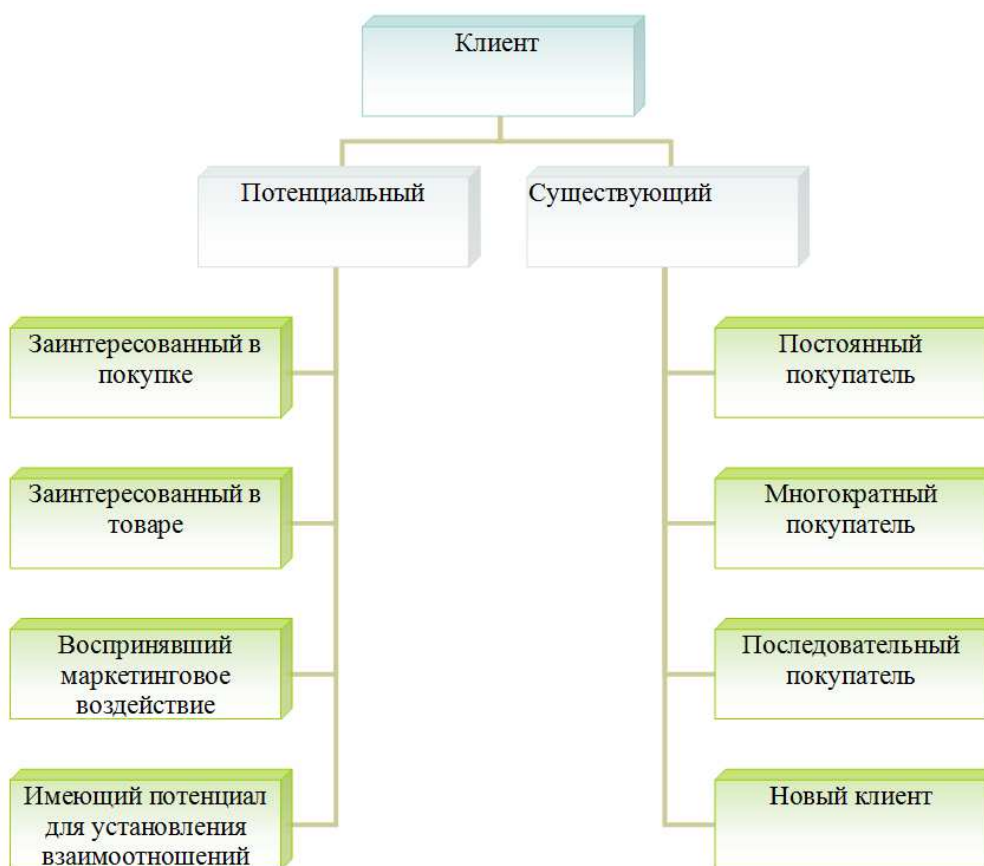 Клиент
Потенциальный
Существующий
Заинтересованный в
покупке
Заинтересованный в
товаре
Воспринявший
маркетинговое
воздействие
Имеющий потенциал
для установления
взаимоотношений
Постоянный
покупатель
Многократный
покупатель
Последовательный
покупатель
Новый клиент